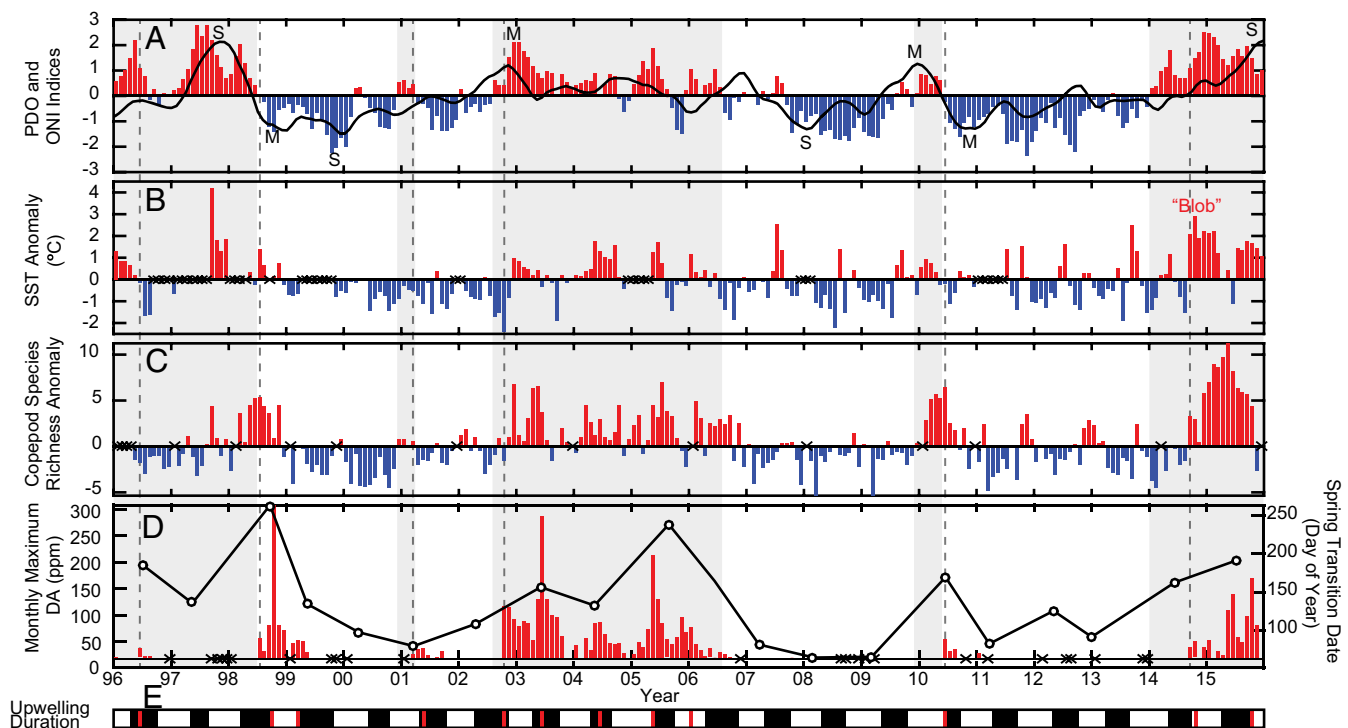 A
PDO and
ONI Indices
3
2
1
0
-1
-2
-3
S
M
S
M
S
M
M
S
B
SST Anomaly
(ºC)
4
3
2
1
0
-1
-2
"Blob"
C
Copepod Species
Richness Anomaly
10
5
0
-5
D
Monthly Maximum
DA (ppm)
300
250
200
150
100
50
0
250
200
150
100
Spring Transition Date
(Day of Year)
96 97 98 99 00 01 02 03 04 05 06 07 08 09 10 11 12 13 14 15
Year
E
Upwelling
Duration